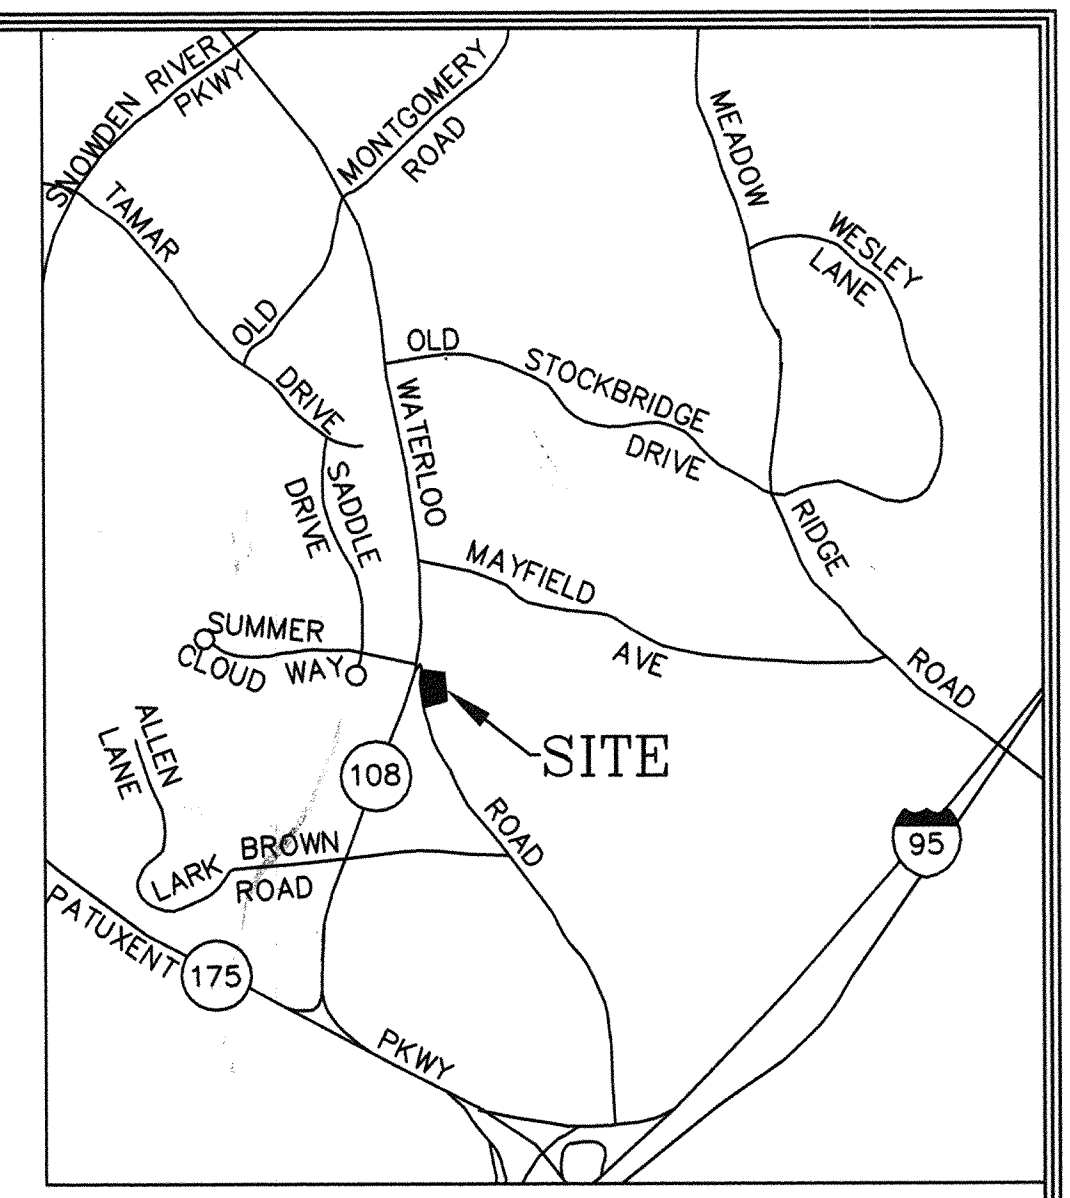 SNOWDEN RIVER
PKWY
MONTGOMERY
ROAD
MEADOW
TAMAR
WESLEY
LANE
OLD
OLD
STOCKBRIDGE
DRIVE
DRIVE
WATERLOO
SADDLE
DRIVE
RIDGE
MAYFIELD
AVE
SUMMER
CLOUD WAY
ROAD
SITE
ALLEN
LANE
108
ROAD
95
BROWN
LARK
ROAD
PATUXENT
175
PKWY